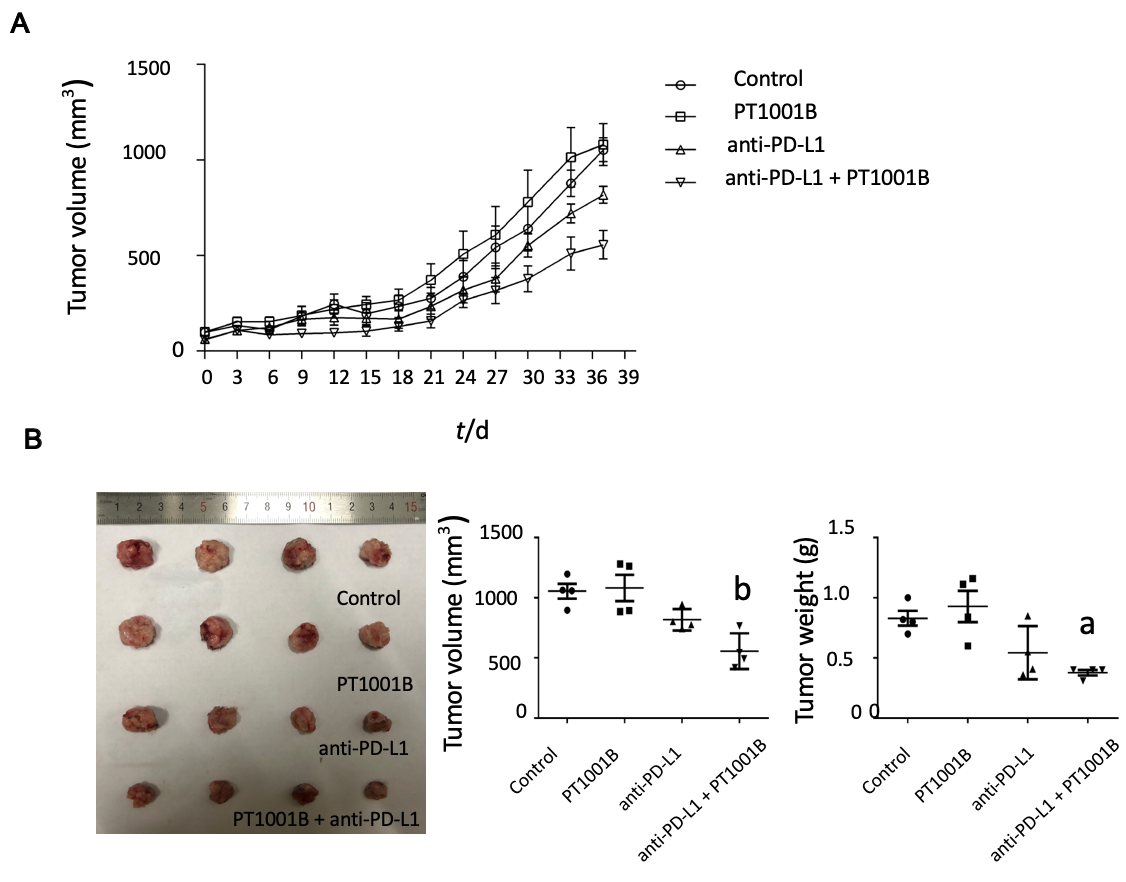 A
Tumor volume (mm3)
1500
1000
500
0
Control
PT1001B
anti-PD-L1
anti-PD-L1 + PT1001B
0 3 6 9 12 15 18 21 24 27 30 33 36 39
t/d
B
1 2 3 4 5 6 7 8 9 10 1 2 3 4 15
Control
PT1001B
anti-PD-L1
PT1001B + anti-PD-L1
Tumor volume (mm3)
1500
1000
500
0
b
Control
PT1001B
anti-PD-L1
anti-PD-L1 + PT1001B
Tumor weight (g)
1.5
1.0
0.5
0 0
a
Control
PT1001B
anti-PD-L1
anti-PD-L1 + PT1001B